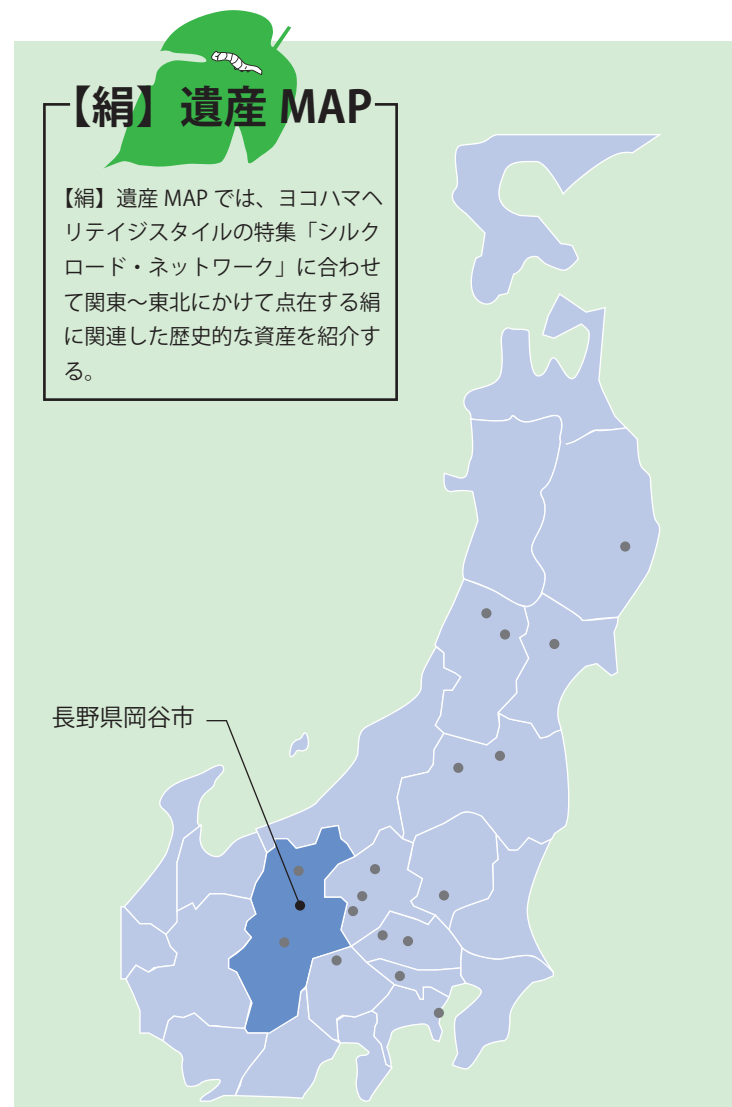 【絹】遺産 MAP
【絹】遺産 MAP では、ヨコハマヘ
リテイジスタイルの特集「シルク
ロード・ネットワーク」に合わせ
て関東〜東北にかけて点在する絹
に関連した歴史的な資産を紹介す
る。
長野県岡谷市